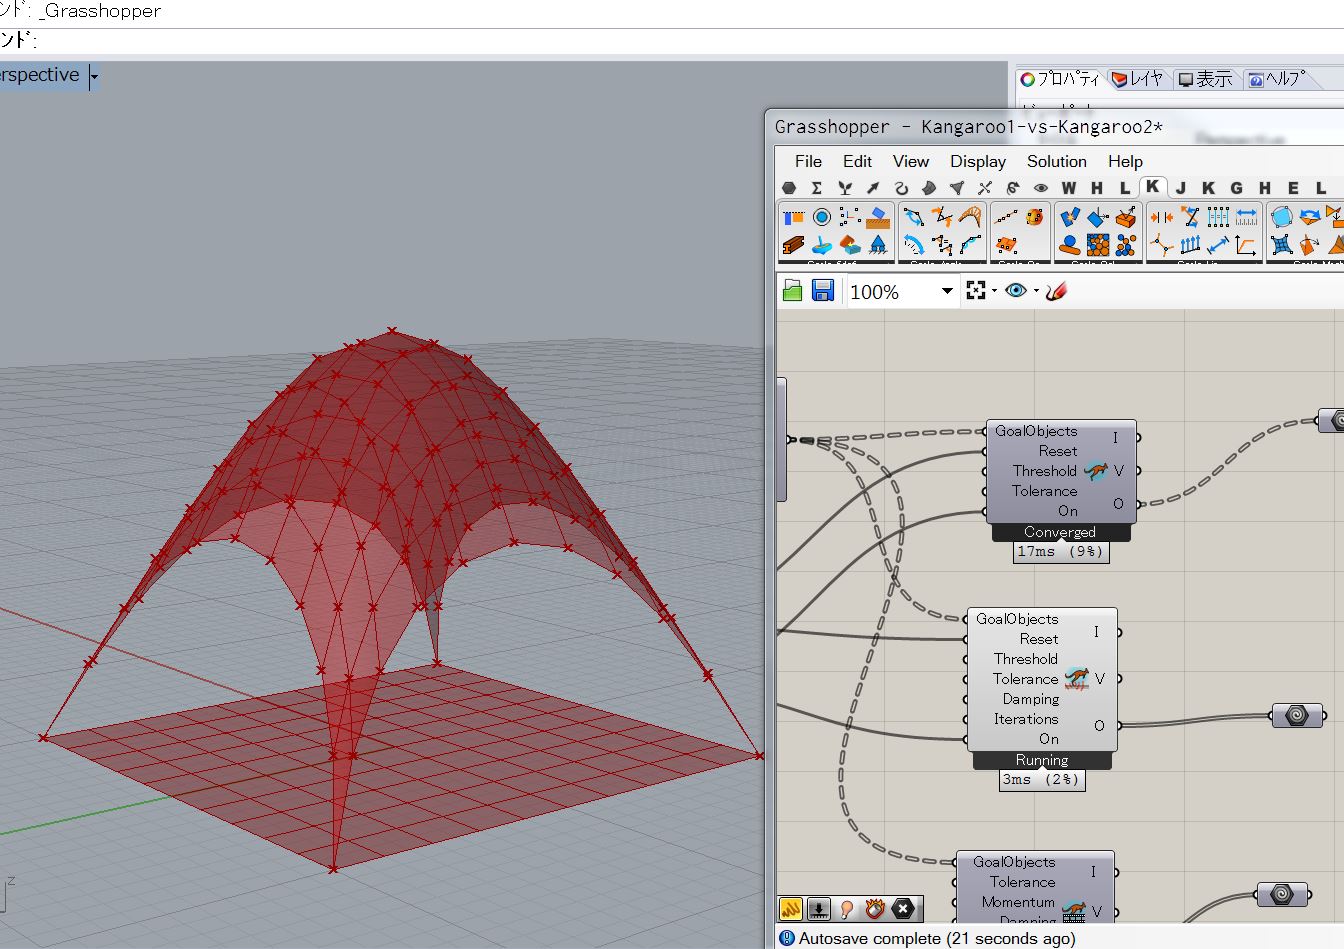 ンド: _Grasshopper
ンド:
erspective
プロパティ レイヤ 表示 ヘルプ
Grasshopper - Kangaroo1-vs-Kangaroo2*
File Edit View Display Solution Help
W H L K J K G H E L
100%
GoalObjects
Reset
Threshold
Tolerance
On
I
V
O
Converged
17ms (9%)
GoalObjects
Reset
Threshold
Tolerance
Damping
Iterations
On
I
V
O
Running
3ms (2%)
GoalObjects
Tolerance
Momentum
Damping
I
V
z
Autosave complete (21 seconds ago)